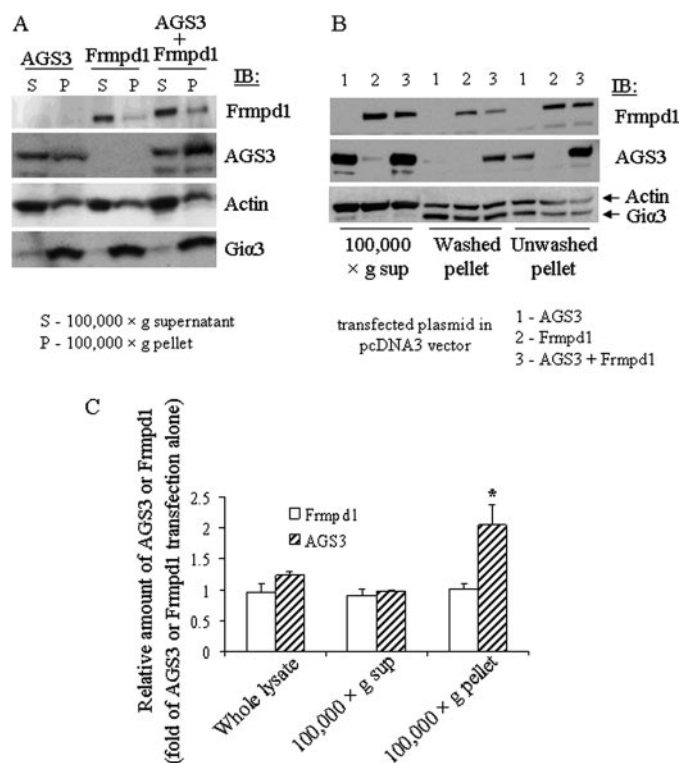 A
AGS3
Frmpd1
AGS3
+
Frmpd1
S P S P S P
IB:
Frmpd1
AGS3
Actin
Giα3
S - 100,000 × g supernatant
P - 100,000 × g pellet
B
1 2 3 1 2 3 1 2 3
IB:
Frmpd1
AGS3
Actin
Giα3
100,000 × g sup
Washed pellet
Unwashed pellet
transfected plasmid in
pcDNA3 vector
1 - AGS3
2 - Frmpd1
3 - AGS3 + Frmpd1
C
Relative amount of AGS3 or Frmpd1
(fold of AGS3 or Frmpd1 transfection alone)
2.5
2
1.5
1
0.5
0
Frmpd1
AGS3
*
Whole lysate
100,000 × g sup
100,000 × g pellet